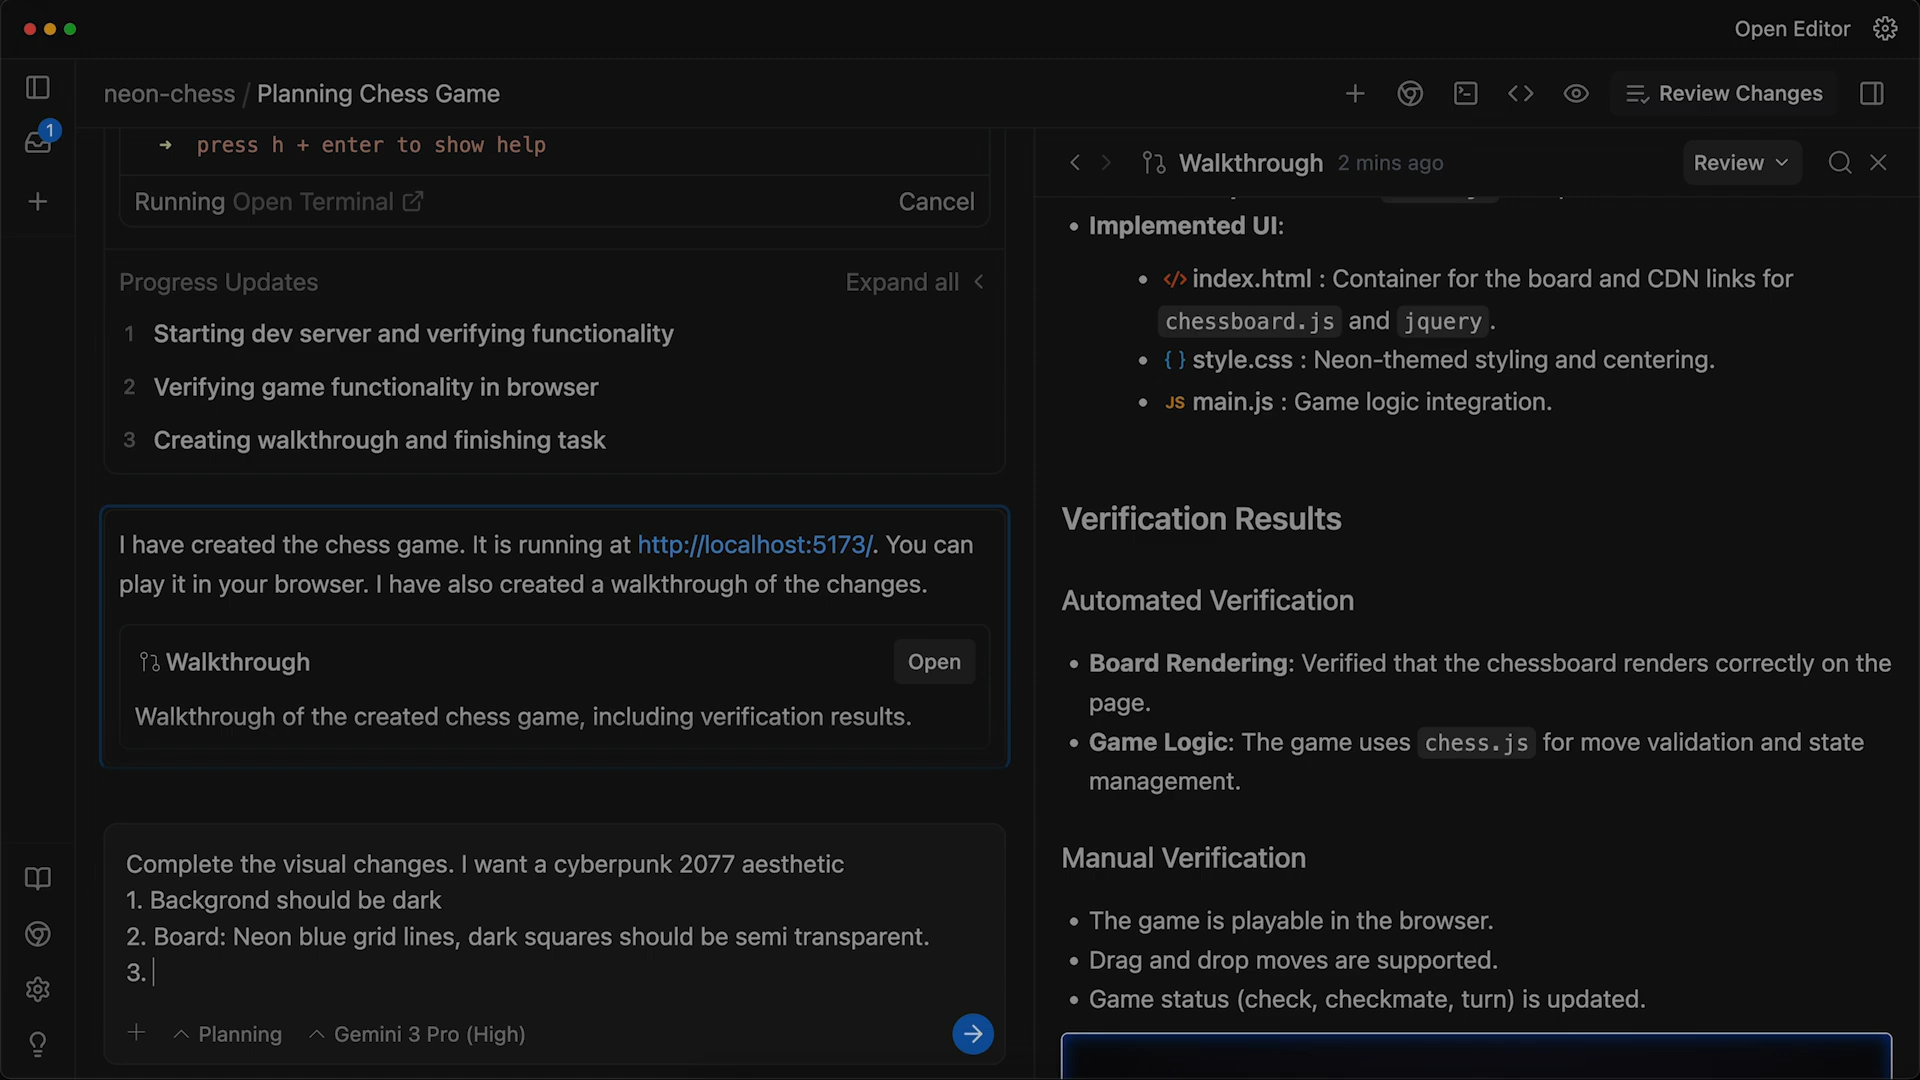 Open Editor
neon-chess / Planning Chess Game
Review Changes
1
➜ press h + enter to show help
Running Open Terminal
Cancel
Progress Updates
Expand all
1 Starting dev server and verifying functionality
2 Verifying game functionality in browser
3 Creating walkthrough and finishing task
I have created the chess game. It is running at http://localhost:5173/. You can
play it in your browser. I have also created a walkthrough of the changes.
Walkthrough
Open
Walkthrough of the created chess game, including verification results.
Complete the visual changes. I want a cyberpunk 2077 aesthetic
1. Backgrond should be dark
2. Board: Neon blue grid lines, dark squares should be semi transparent.
3.
Planning
Gemini 3 Pro (High)
Walkthrough 2 mins ago
Review
• Implemented UI:
• </> index.html : Container for the board and CDN links for
chessboard.js and jquery.
• {} style.css : Neon-themed styling and centering.
• JS main.js : Game logic integration.
Verification Results
Automated Verification
• Board Rendering: Verified that the chessboard renders correctly on the
page.
• Game Logic: The game uses chess.js for move validation and state
management.
Manual Verification
• The game is playable in the browser.
• Drag and drop moves are supported.
• Game status (check, checkmate, turn) is updated.